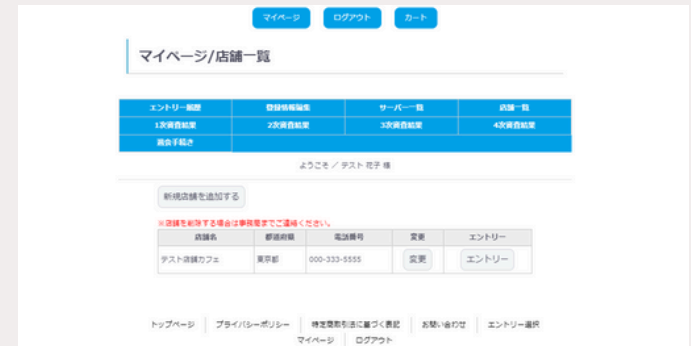 マイページ ログアウト カート
マイページ/店舗一覧
エントリー履歴 登録情報編集 サーバー一覧 店舗一覧
1次審査結果 2次審査結果 3次審査結果 4次審査結果
退会手続き
ようこそ ／ テスト 花子 様
新規店舗を追加する
※店舗を削除する場合は事務局までご連絡ください。
店舗名 都道府県 電話番号 変更 エントリー
テスト店舗カフェ 東京都 000-333-5555 変更 エントリー
トップページ プライバシーポリシー 特定商取引法に基づく表記 お問い合わせ エントリー選択
マイページ ログアウト